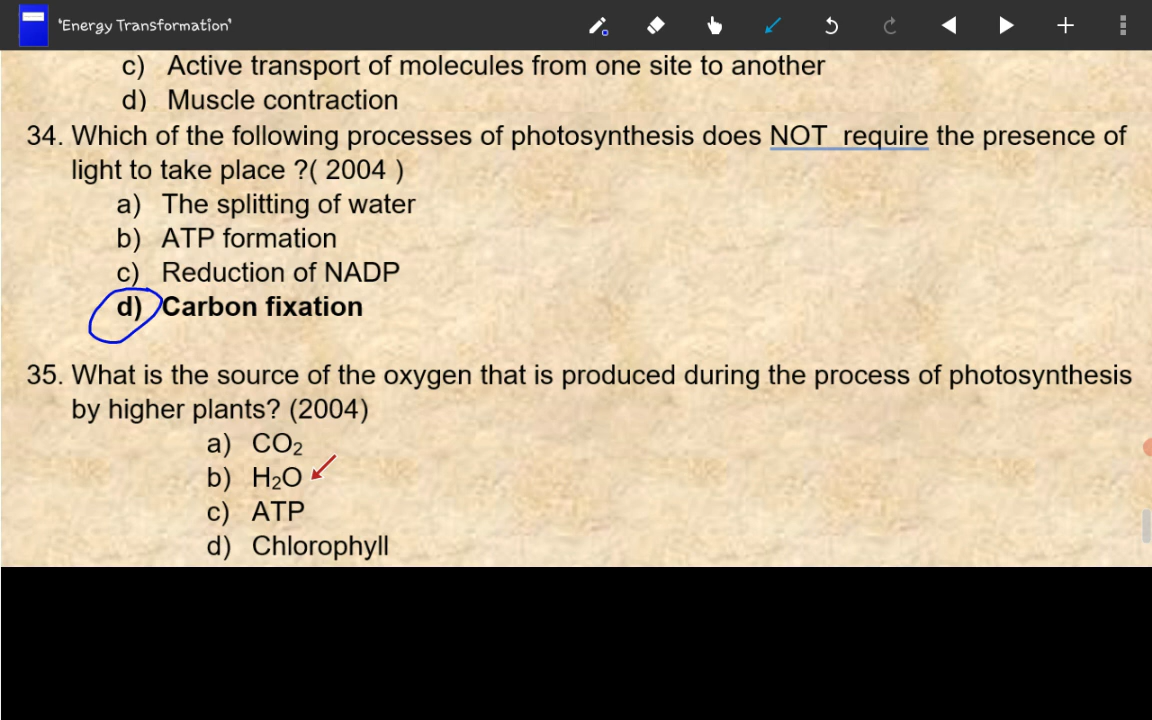 'Energy Transformation'
c) Active transport of molecules from one site to another
d) Muscle contraction
34. Which of the following processes of photosynthesis does NOT require the presence of
light to take place ?( 2004 )
a) The splitting of water
b) ATP formation
c) Reduction of NADP
d) Carbon fixation
35. What is the source of the oxygen that is produced during the process of photosynthesis
by higher plants? (2004)
a) CO₂
b) H₂O
c) ATP
d) Chlorophyll